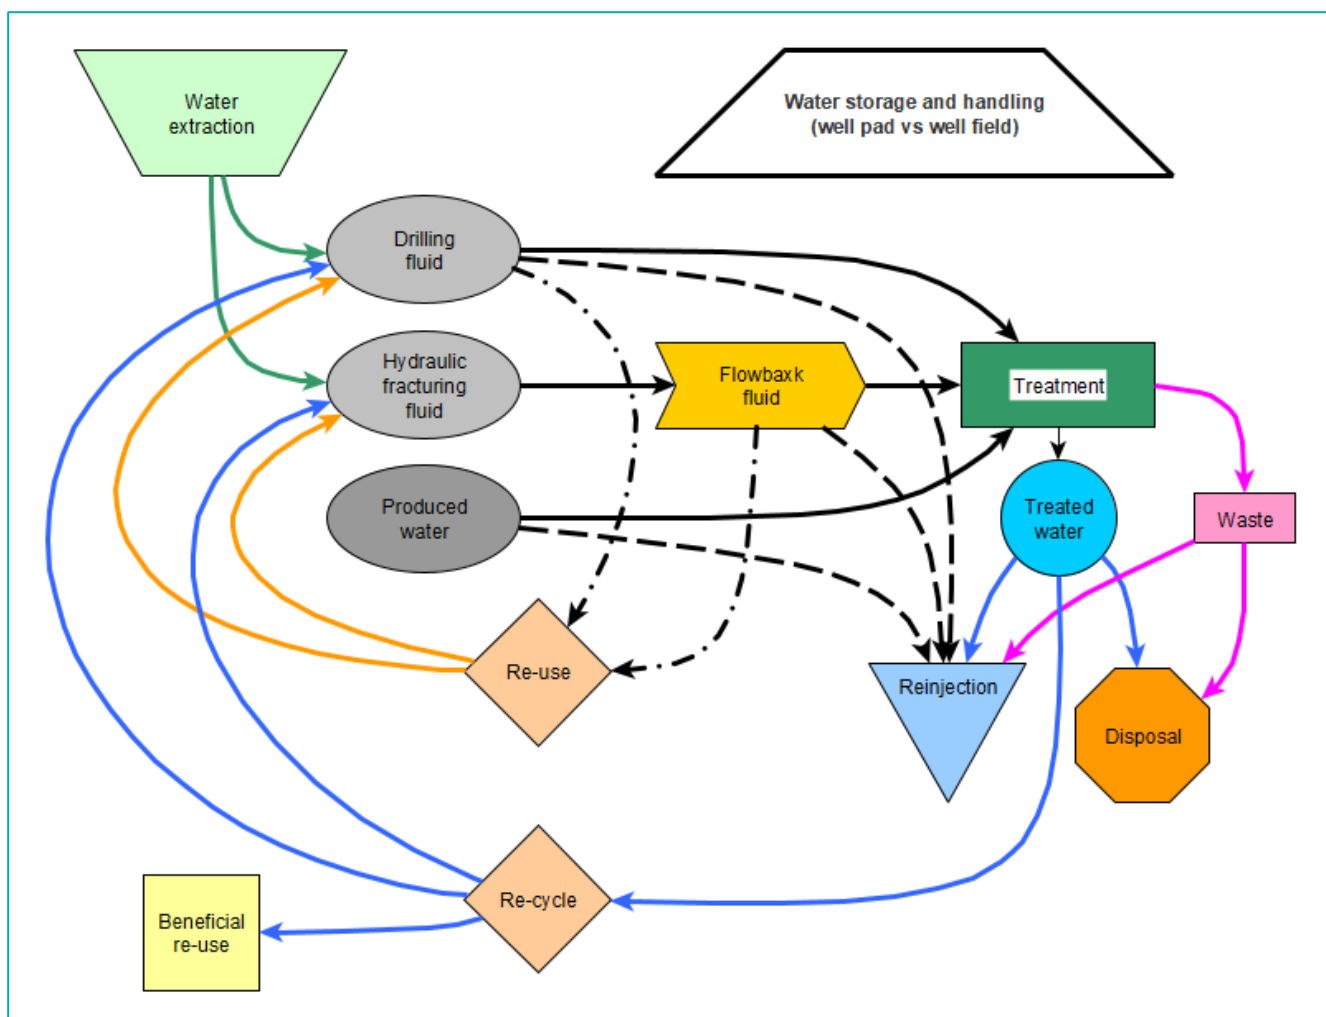 Water
extraction
Water storage and handling
(well pad vs well field)
Drilling
fluid
Hydraulic
fracturing
fluid
Flowbaxk
fluid
Treatment
Produced
water
Treated
water
Waste
Re-use
Reinjection
Disposal
Re-cycle
Beneficial
re-use